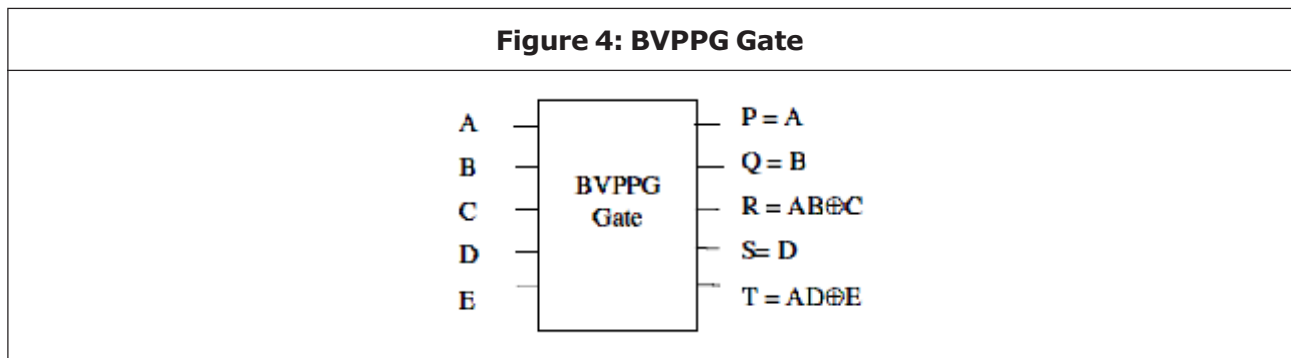 Figure 4: BVPPG Gate
A
P = A
B
Q = B
BVPPG
Gate
C
R = AB⊕C
D
S= D
E
T = AD⊕E